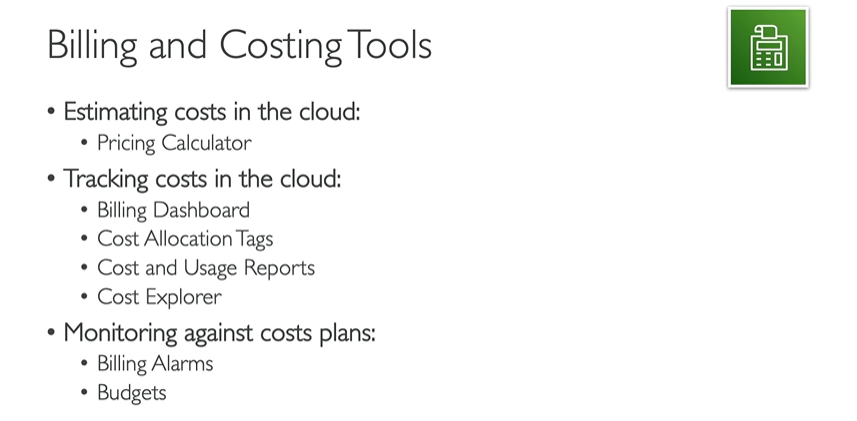 Billing and Costing Tools
• Estimating costs in the cloud:
• Pricing Calculator
• Tracking costs in the cloud:
• Billing Dashboard
• Cost Allocation Tags
• Cost and Usage Reports
• Cost Explorer
• Monitoring against costs plans:
• Billing Alarms
• Budgets